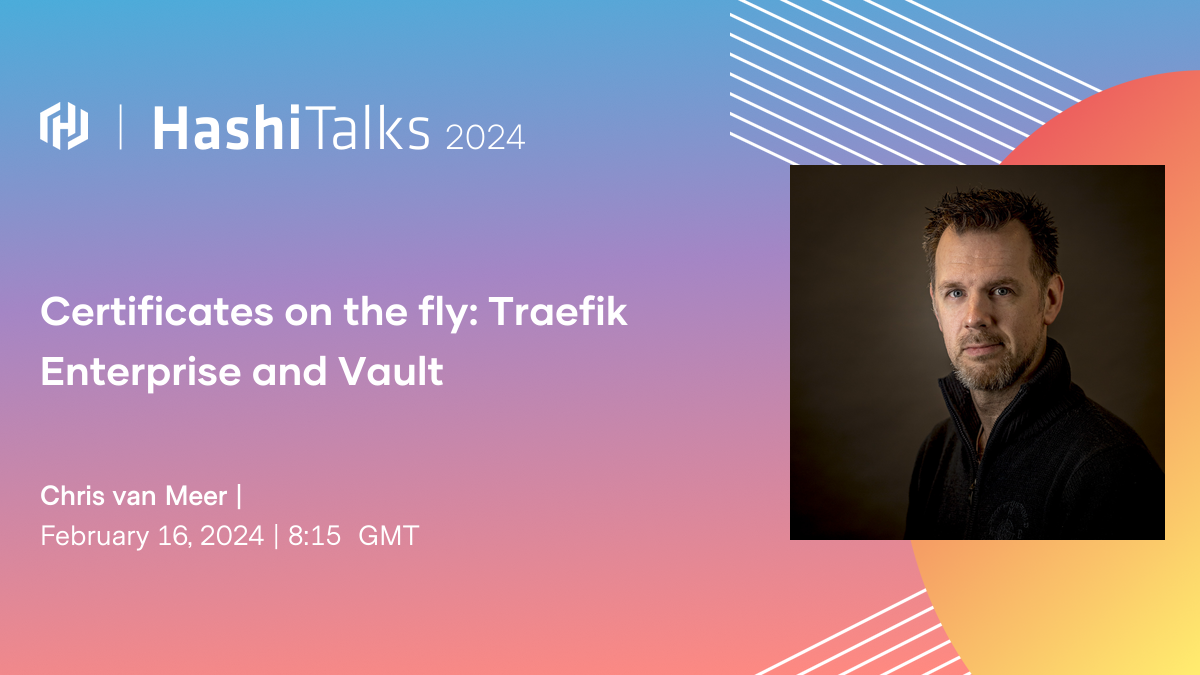 HashiTalks 2024
Certificates on the fly: Traefik
Enterprise and Vault
Chris van Meer |
February 16, 2024 | 8:15 GMT